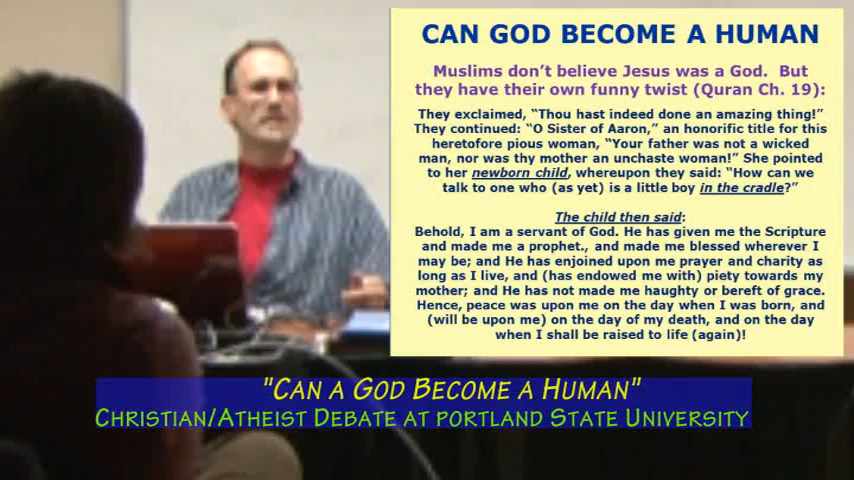 CAN GOD BECOME A HUMAN
Muslims don't believe Jesus was a God. But
they have their own funny twist (Quran Ch. 19):
They exclaimed, "Thou hast indeed done an amazing thing!"
They continued: "O Sister of Aaron," an honorific title for this
heretofore pious woman, "Your father was not a wicked
man, nor was thy mother an unchaste woman!" She pointed
to her newborn child, whereupon they said: "How can we
talk to one who (as yet) is a little boy in the cradle?"
The child then said:
Behold, I am a servant of God. He has given me the Scripture
and made me a prophet., and made me blessed wherever I
may be; and He has enjoined upon me prayer and charity as
long as I live, and (has endowed me with) piety towards my
mother; and He has not made me haughty or bereft of grace.
Hence, peace was upon me on the day when I was born, and
(will be upon me) on the day of my death, and on the day
when I shall be raised to life (again)!
"CAN A GOD BECOME A HUMAN"
CHRISTIAN/ATHEIST DEBATE AT PORTLAND STATE UNIVERSITY